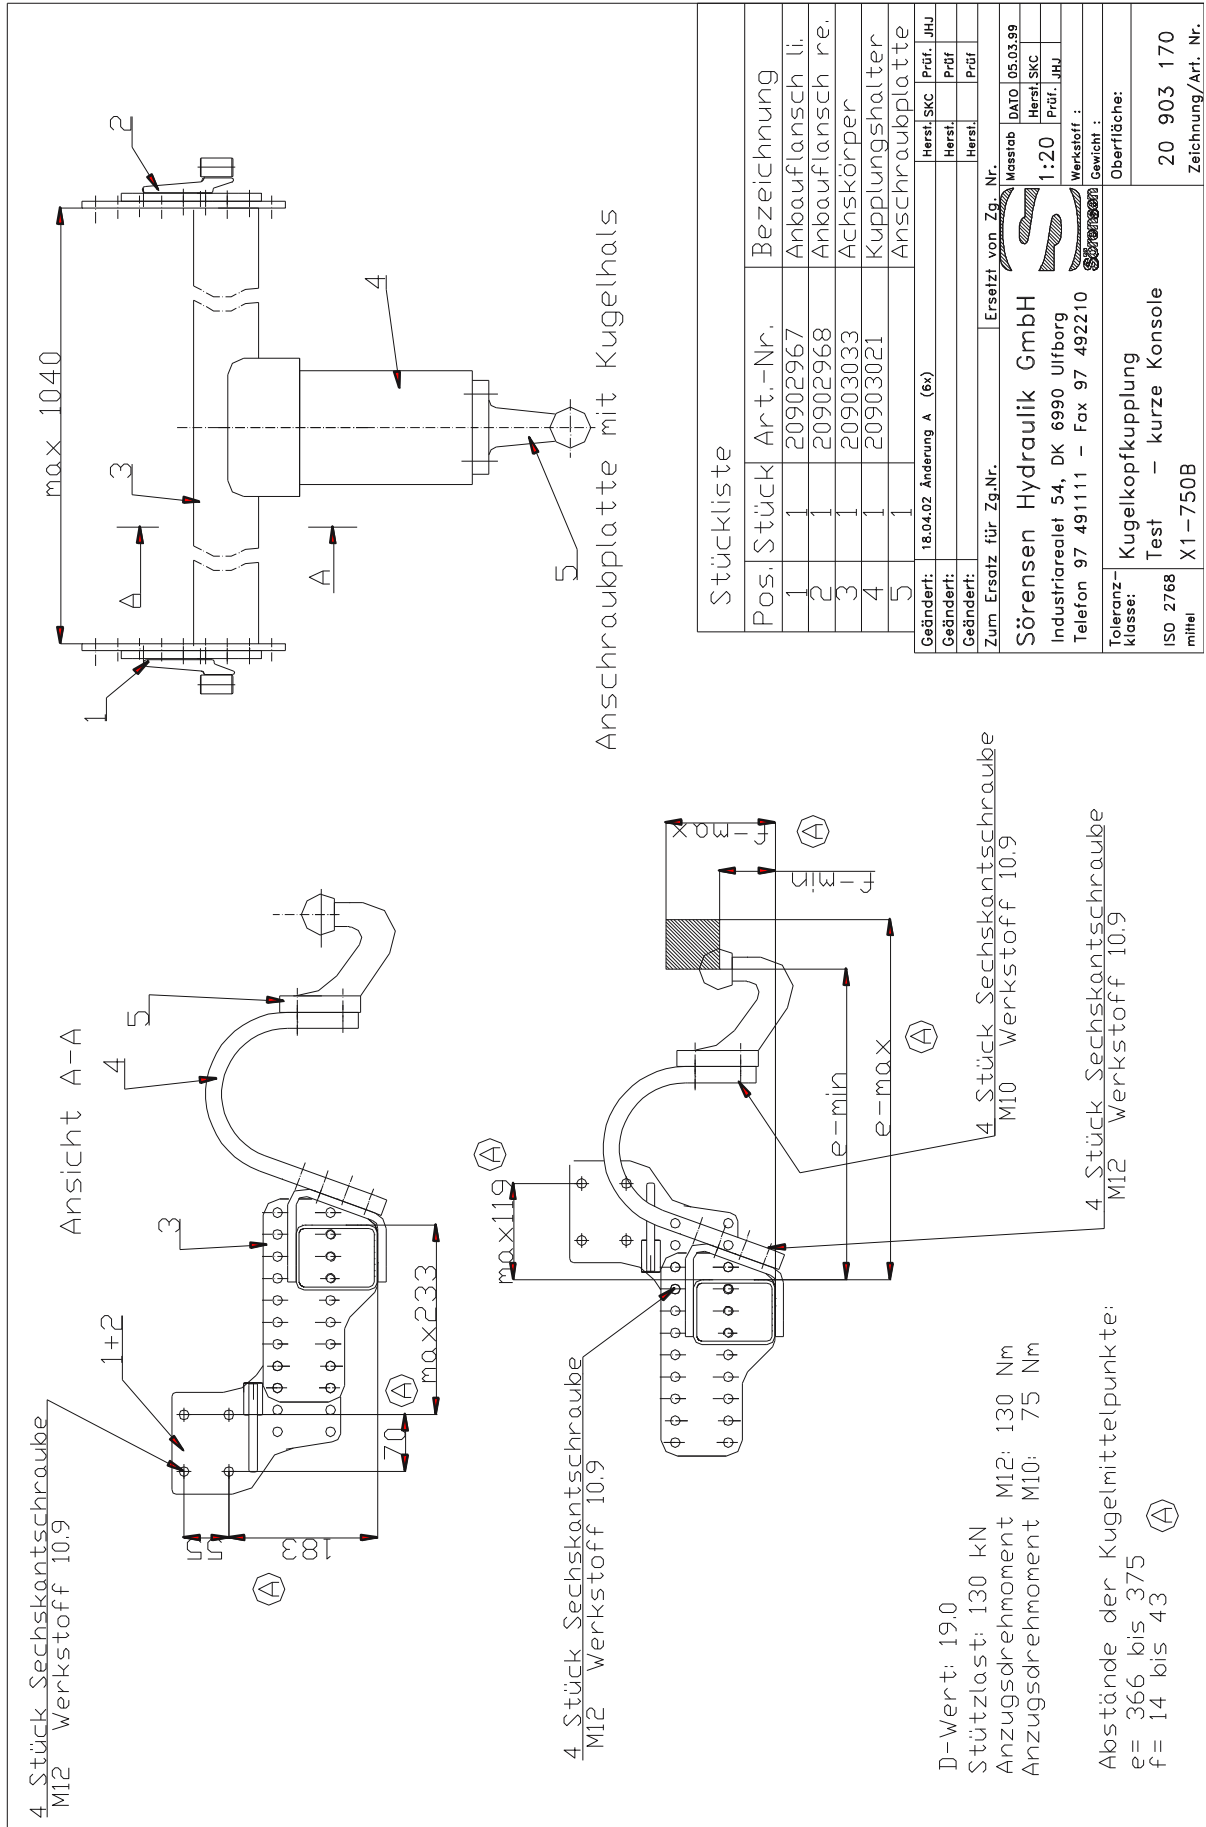 4 Stück Sechskantschraube
M12 Werkstoff 10.9
1+2
3
Ansicht A-A
4
5
55
183
A
70
A
max233
1
max 1040
A
A
3
2
4
5
Anschraubplatte mit Kugelhals
4 Stück Sechskantschraube
M12 Werkstoff 10.9
max119
A
e-min
e-max
A
f-min
f-max
A
4 Stück Sechskantschraube
M10 Werkstoff 10.9
4 Stück Sechskantschraube
M12 Werkstoff 10.9
D-Wert: 19.0
Stützlast: 130 kN
Anzugsdrehmoment M12: 130 Nm
Anzugsdrehmoment M10: 75 Nm
Abstände der Kugelmittelpunkte:
e= 366 bis 375
f= 14 bis 43
A
Stückliste
Pos. Stück Art.-Nr. Bezeichnung
1 1 20902967 Anbauflansch li.
2 1 20902968 Anbauflansch re.
3 1 20903033 Achskörper
4 1 20903021 Kupplungshalter
5 1 Anschraubplatte
Geändert: 18.04.02 Änderung A (6x) Herst. SKC Prüf. JHJ
Geändert: Herst. Prüf
Geändert: Herst. Prüf
Zum Ersatz für Zg.Nr. Ersetzt von Zg. Nr.
Sörensen Hydraulik GmbH
Industriarealet 54, DK 6990 Ulfborg
Telefon 97 491111 - Fax 97 492210
Sörensen
Masstab
1:20
DATO 05.03.99
Herst. SKC
Prüf. JHJ
Werkstoff :
Gewicht :
Toleranz-
klasse:
ISO 2768
mittel
Kugelkopfkupplung
Test - kurze Konsole
X1-750B
Oberfläche:
20 903 170
Zeichnung/Art. Nr.